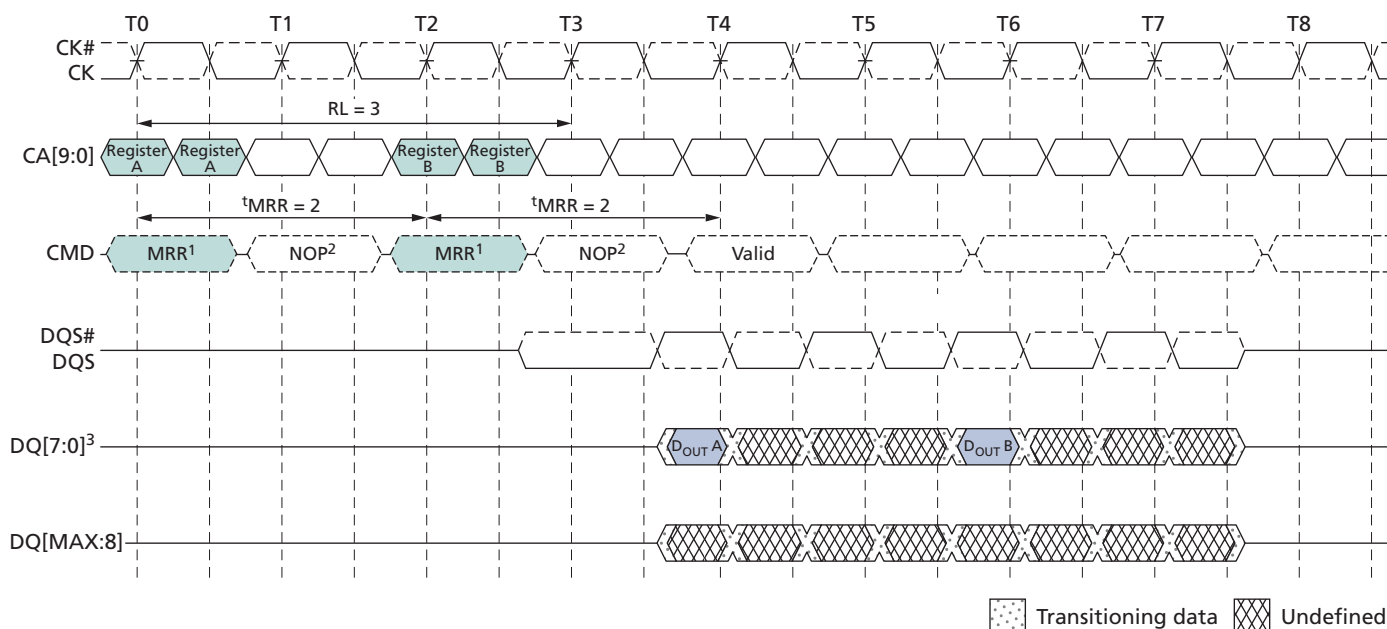 T0 T1 T2 T3 T4 T5 T6 T7 T8
CK#
CK
RL = 3
CA[9:0] Register A Register A Register B Register B
tMRR = 2 tMRR = 2
CMD MRR1 NOP2 MRR1 NOP2 Valid
DQS#
DQS
DQ[7:0]3 DOUT A DOUT B
DQ[MAX:8]
Transitioning data Undefined